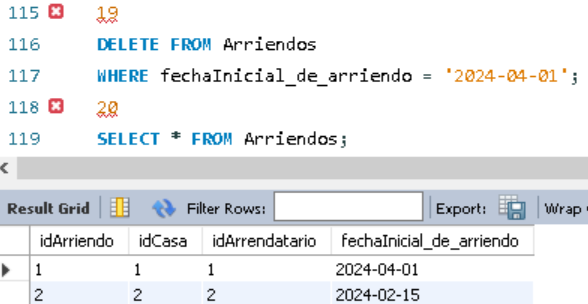 115 19
116 DELETE FROM Arriendos
117 WHERE fechaInicial_de_arriendo = '2024-04-01';
118 20
119 SELECT * FROM Arriendos;
Result Grid Filter Rows: Export: Wrap
idArriendo idCasa idArrendatario fechaInicial_de_arriendo
1 1 1 2024-04-01
2 2 2 2024-02-15